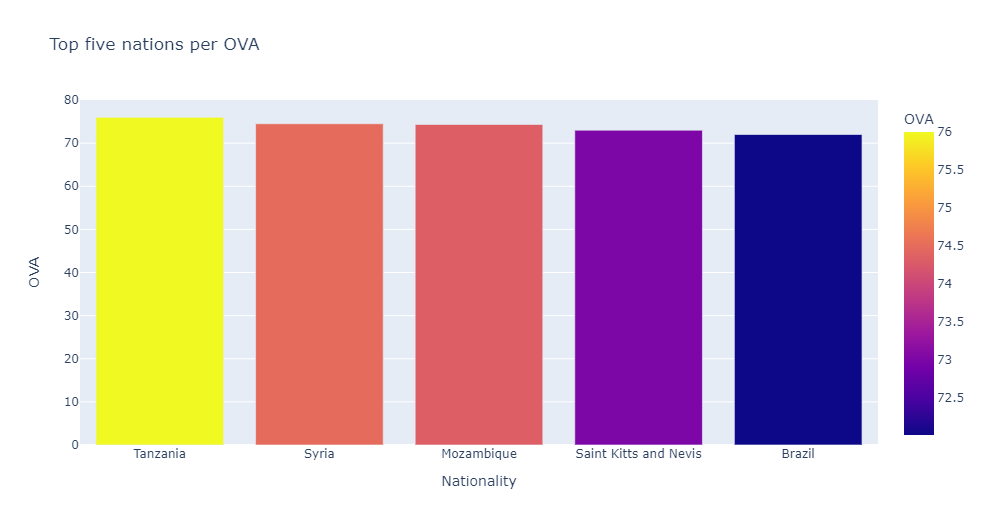 Top five nations per OVA
OVA
80
70
60
50
40
30
20
10
0
Tanzania
Syria
Mozambique
Saint Kitts and Nevis
Brazil
Nationality
OVA
76
75.5
75
74.5
74
73.5
73
72.5